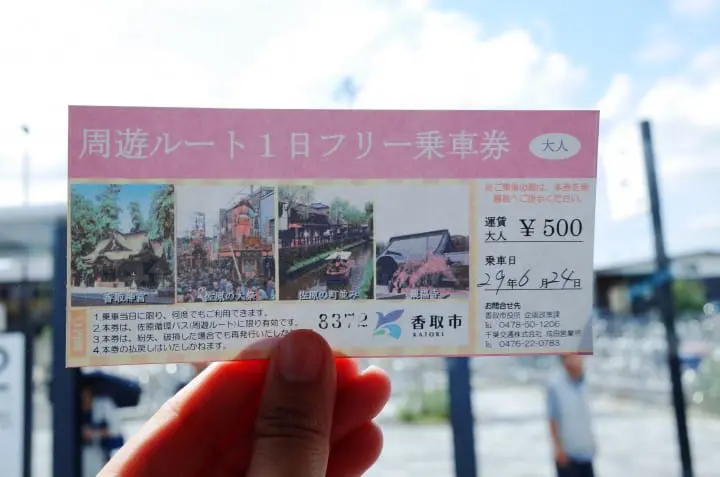 周遊ルート1日フリー乗車券
大人
※ご乗車の際は、本券を乗
務員へご提示ください。
運賃
大人 ¥500
乗車日
29年6月24日
香取神宮
佐原の大祭
佐原の町並み
観福寺
1.乗車当日に限り、何度でもご利用できます。
2.本券は、佐原循環バス(周遊ルート)に限り有効です。
3.本券は、紛失、破損した場合でも再発行いたしか
4.本券の払戻しはいたしかねます。
8372
香取市
KATORI
お問合せ先
香取市役所 企画政策課
℡ 0478-50-1206
千葉交通株式会社 成田営業所
℡ 0476-22-0783